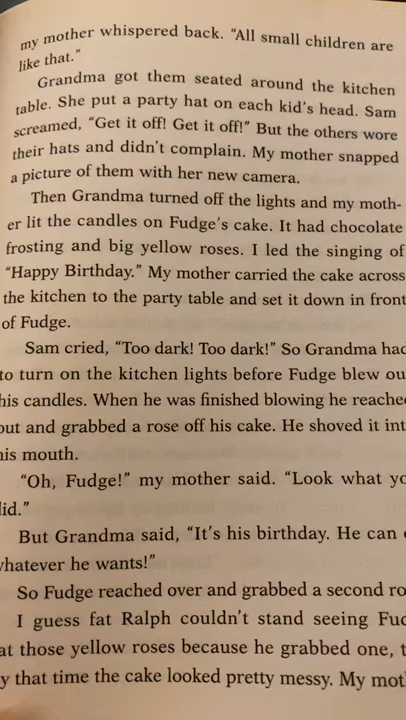 my mother whispered back. “All small children are
like that.”
Grandma got them seated around the kitchen
table. She put a party hat on each kid’s head. Sam
screamed, “Get it off! Get it off!” But the others wore
their hats and didn’t complain. My mother snapped
a picture of them with her new camera.
Then Grandma turned off the lights and my moth-
er lit the candles on Fudge’s cake. It had chocolate
frosting and big yellow roses. I led the singing of
“Happy Birthday.” My mother carried the cake across
the kitchen to the party table and set it down in front
of Fudge.
Sam cried, “Too dark! Too dark!” So Grandma had
to turn on the kitchen lights before Fudge blew
his candles. When he was finished blowing he
out and grabbed a rose off his cake. He shoved it
his mouth.
“Oh, Fudge!” my mother said. “Look what
But Grandma said, “It’s his birthday. He can
whatever he wants!”
So Fudge reached over and grabbed a second
I guess fat Ralph couldn’t stand seeing
at those yellow roses because he grabbed one,
that time the cake looked pretty messy. My